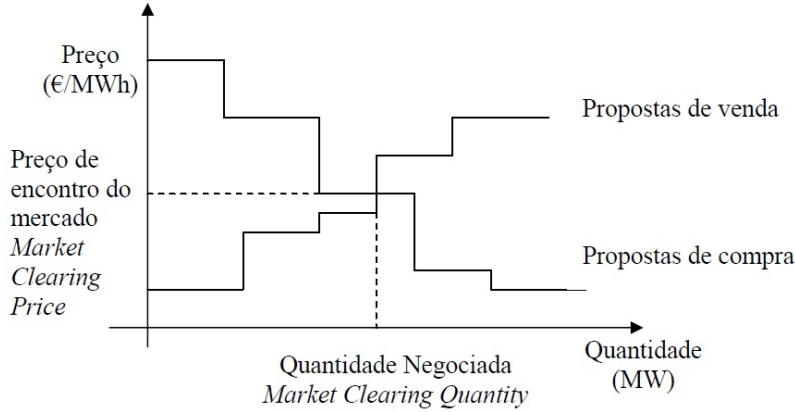 Preço
(€/MWh)
Propostas de venda
Preço de
encontro do
mercado
Market
Clearing
Price
Propostas de compra
Quantidade Negociada
Market Clearing Quantity
Quantidade
(MW)